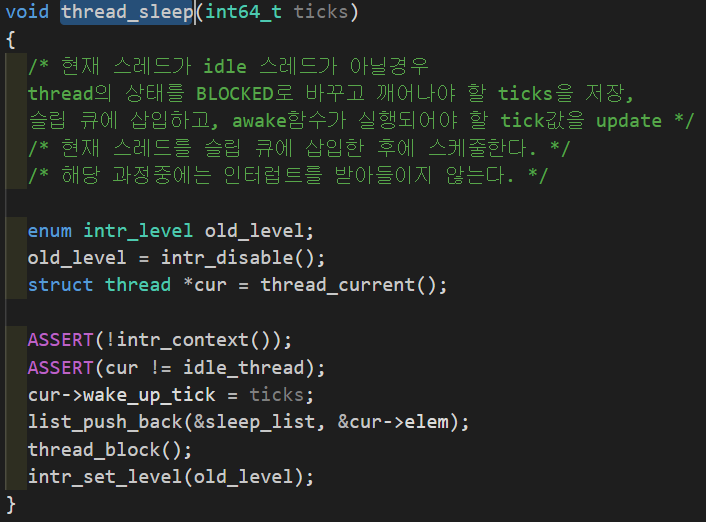 void thread_sleep(int64_t ticks)
{
/* 현재 스레드가 idle 스레드가 아닐경우
thread의 상태를 BLOCKED로 바꾸고 깨어나야 할 ticks을 저장,
슬립 큐에 삽입하고, awake함수가 실행되어야 할 tick값을 update */
/* 현재 스레드를 슬립 큐에 삽입한 후에 스케줄한다. */
/* 해당 과정중에는 인터럽트를 받아들이지 않는다. */
enum intr_level old_level;
old_level = intr_disable();
struct thread *cur = thread_current();
ASSERT(!intr_context());
ASSERT(cur != idle_thread);
cur->wake_up_tick = ticks;
list_push_back(&sleep_list, &cur->elem);
thread_block();
intr_set_level(old_level);
}